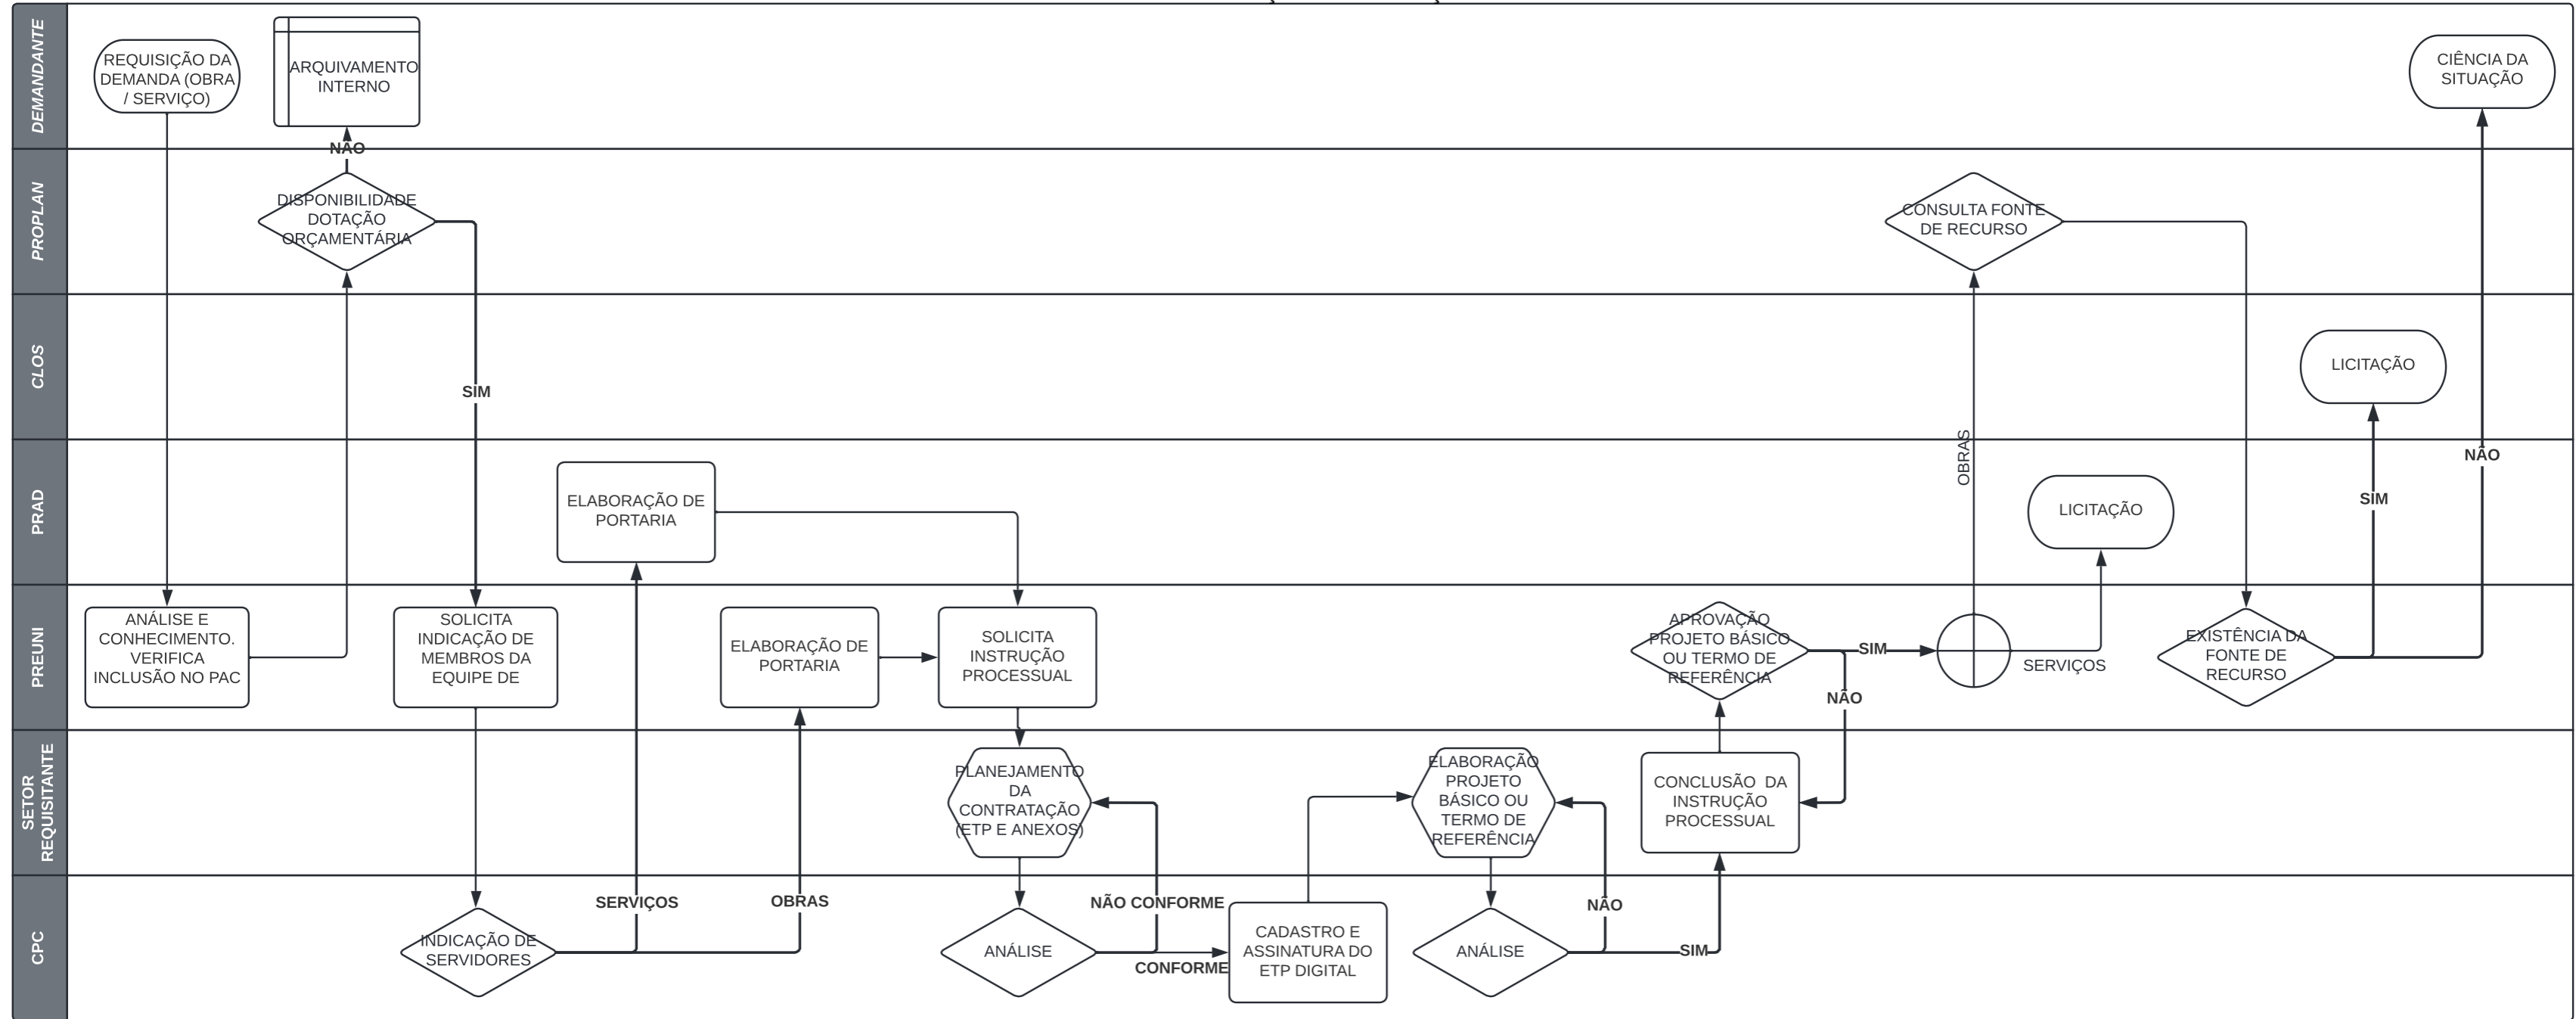 DEMANDANTE
REQUISIÇÃO DA
DEMANDA (OBRA
/ SERVIÇO)
ARQUIVAMENTO
INTERNO
CIÊNCIA DA
SITUAÇÃO
NÃO
PROPLAN
DISPONIBILIDADE
DOTAÇÃO
ORÇAMENTÁRIA
CONSULTA FONTE
DE RECURSO
CLOS
SIM
LICITAÇÃO
PRAD
ELABORAÇÃO DE
PORTARIA
OBRAS
LICITAÇÃO
SIM
NÃO
PREUNI
ANÁLISE E
CONHECIMENTO.
VERIFICA
INCLUSÃO NO PAC
SOLICITA
INDICAÇÃO DE
MEMBROS DA
EQUIPE DE
ELABORAÇÃO DE
PORTARIA
SOLICITA
INSTRUÇÃO
PROCESSUAL
APROVAÇÃO
PROJETO BÁSICO
OU TERMO DE
REFERÊNCIA
SIM
NÃO
SERVIÇOS
EXISTÊNCIA DA
FONTE DE
RECURSO
SETOR
REQUISITANTE
PLANEJAMENTO
DA
CONTRATAÇÃO
(ETP E ANEXOS)
ELABORAÇÃO
PROJETO
BÁSICO OU
TERMO DE
REFERÊNCIA
CONCLUSÃO  DA
INSTRUÇÃO
PROCESSUAL
CPC
INDICAÇÃO DE
SERVIDORES
SERVIÇOS
OBRAS
ANÁLISE
NÃO CONFORME
CONFORME
CADASTRO E
ASSINATURA DO
ETP DIGITAL
ANÁLISE
NÃO
SIM